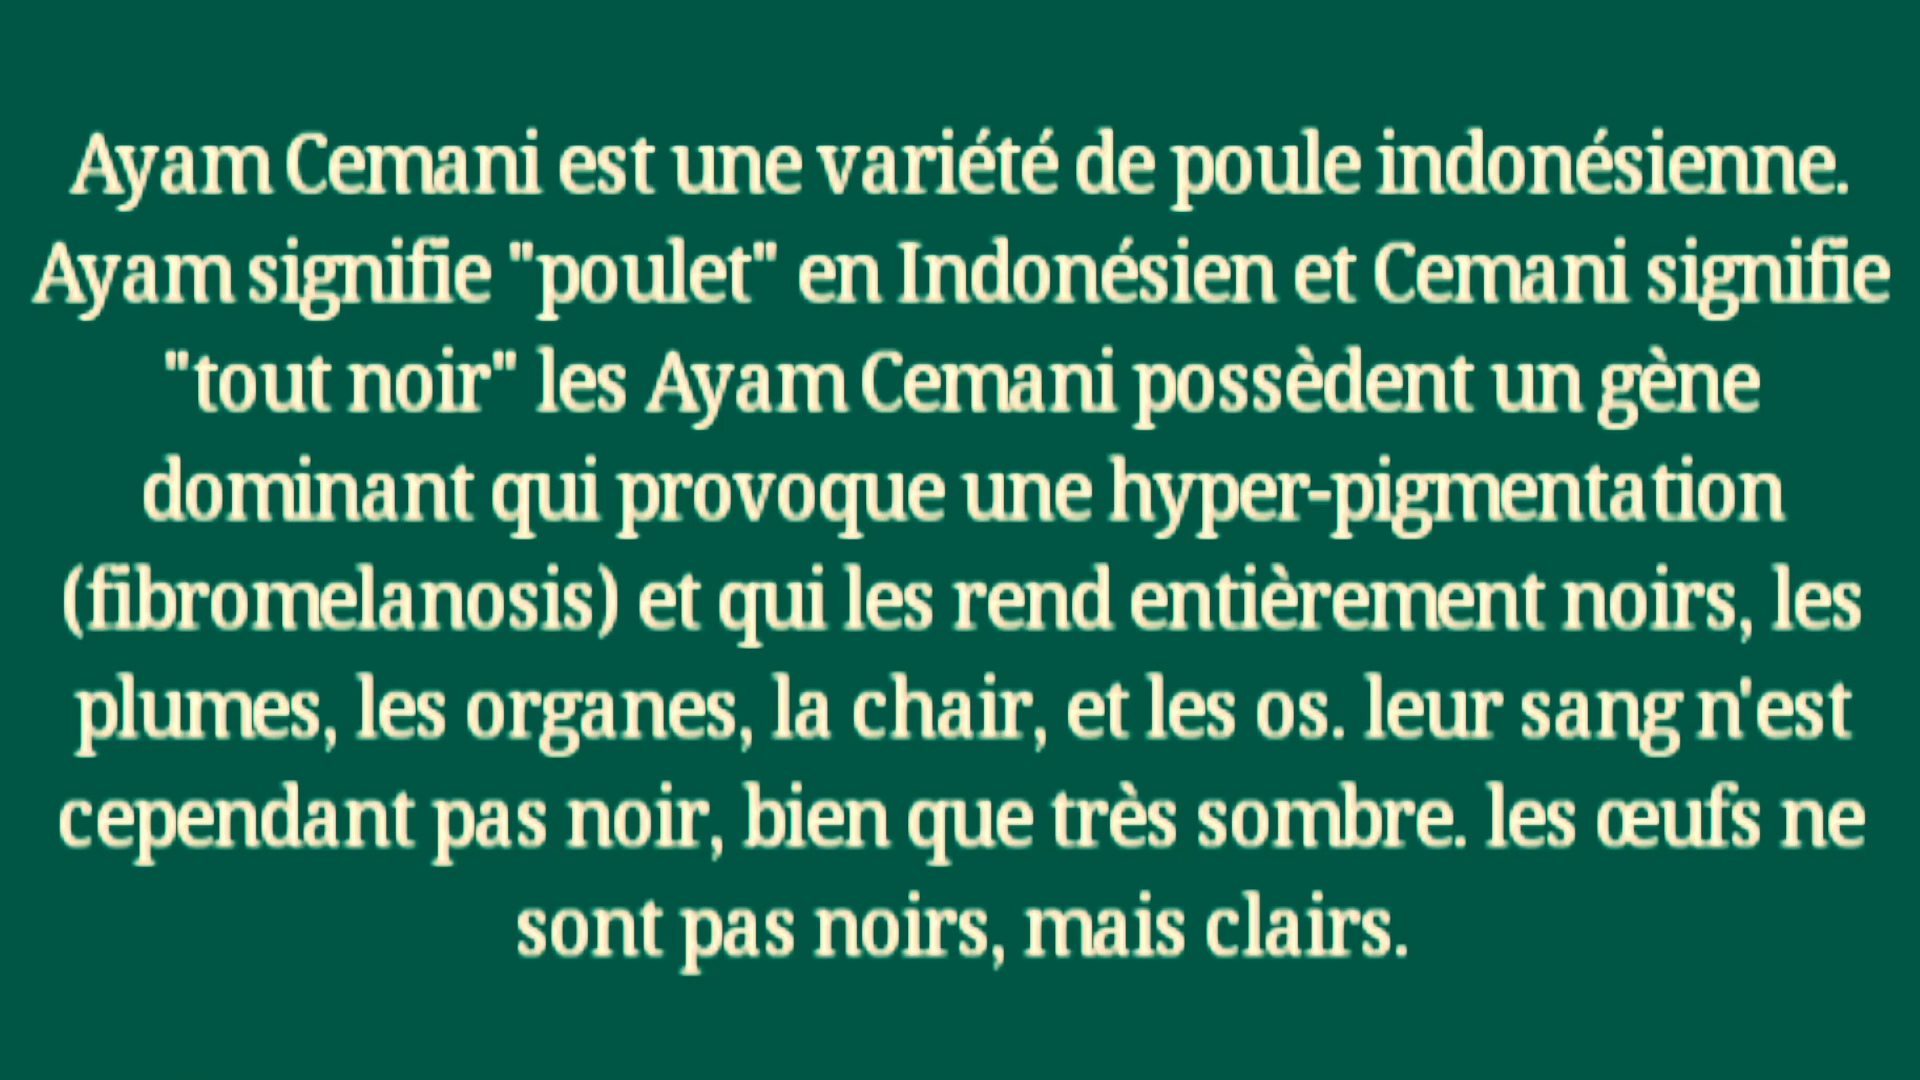 Ayam Cemani est une variété de poule indonésienne.
Ayam signifie "poulet" en Indonésien et Cemani signifie
"tout noir" les Ayam Cemani possèdent un gène
dominant qui provoque une hyper-pigmentation
(fibromelanosis) et qui les rend entièrement noirs, les
plumes, les organes, la chair, et les os. leur sang n'est
cependant pas noir, bien que très sombre. les œufs ne
sont pas noirs, mais clairs.